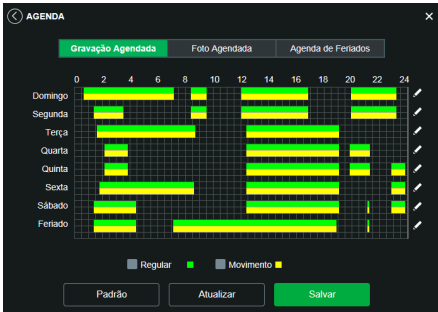 AGENDA
Gravação Agendada Foto Agendada Agenda de Feriados
0 2 4 6 8 10 12 14 16 18 20 22 24
Domingo
Segunda
Terça
Quarta
Quinta
Sexta
Sábado
Feriado
Regular Movimento
Padrão Atualizar Salvar